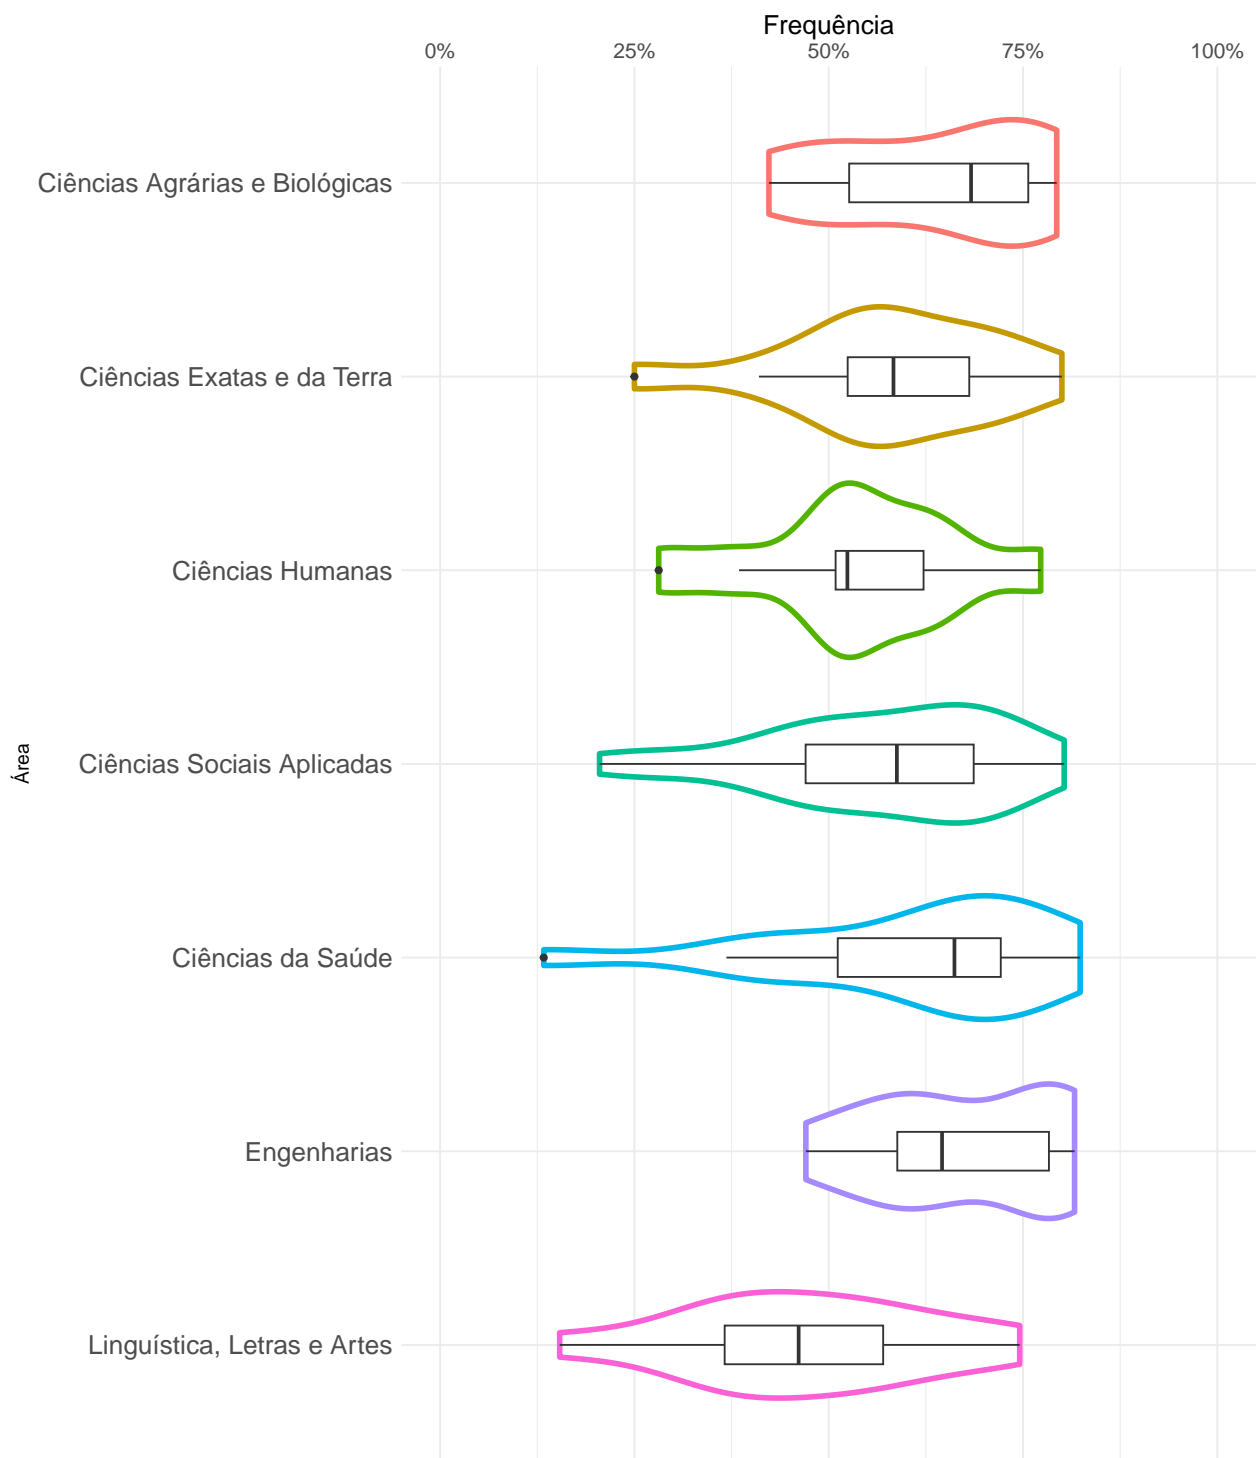 Frequência
0% 25% 50% 75% 100%
Ciências Agrárias e Biológicas
Ciências Exatas e da Terra
Ciências Humanas
Ciências Sociais Aplicadas
Área
Ciências da Saúde
Engenharias
Linguística, Letras e Artes